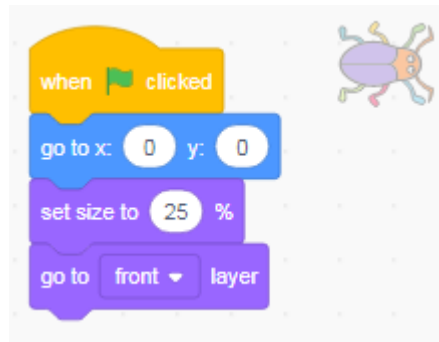 when clicked
go to x: 0 y: 0
set size to 25 %
go to front layer